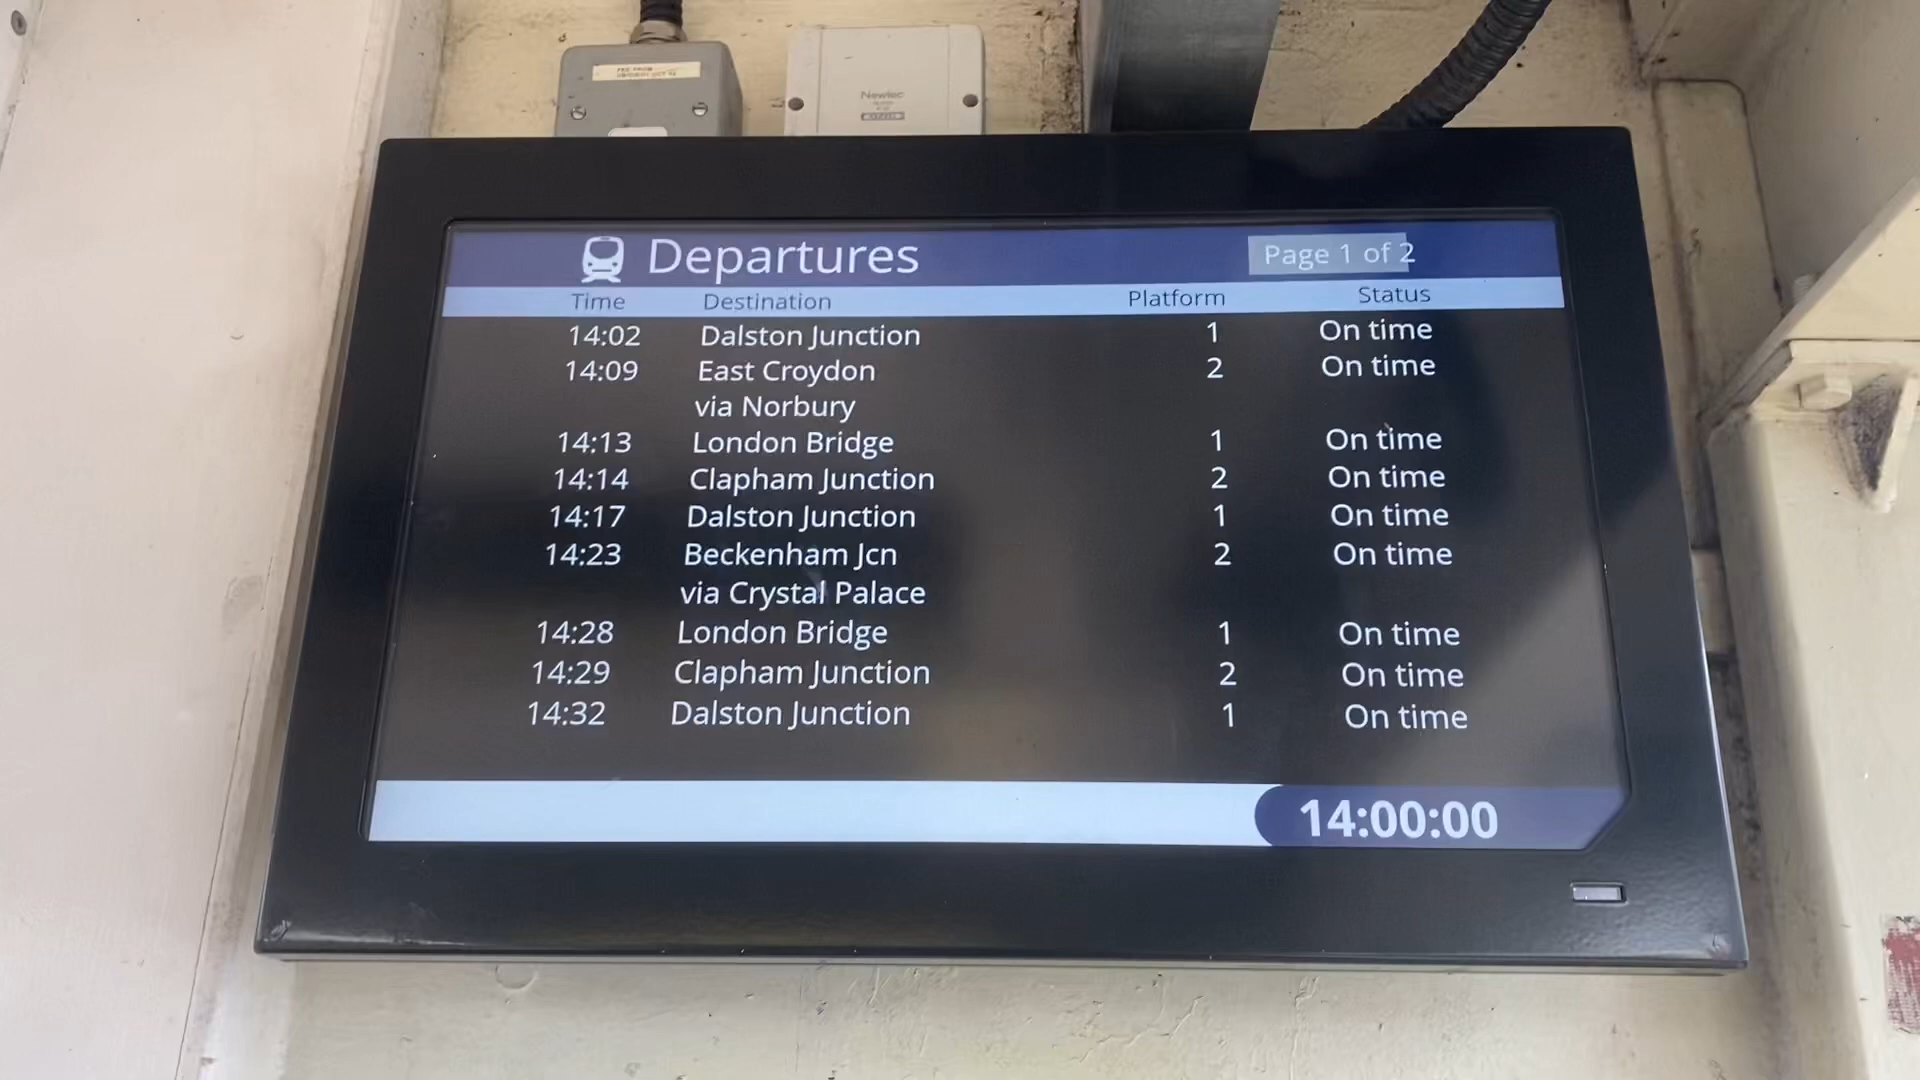 Newlec
Departures Page 1 of 2
Time Destination Platform Status
14:02 Dalston Junction 1 On time
14:09 East Croydon 2 On time
via Norbury
14:13 London Bridge 1 On time
14:14 Clapham Junction 2 On time
14:17 Dalston Junction 1 On time
14:23 Beckenham Jcn 2 On time
via Crystal Palace
14:28 London Bridge 1 On time
14:29 Clapham Junction 2 On time
14:32 Dalston Junction 1 On time
14:00:00